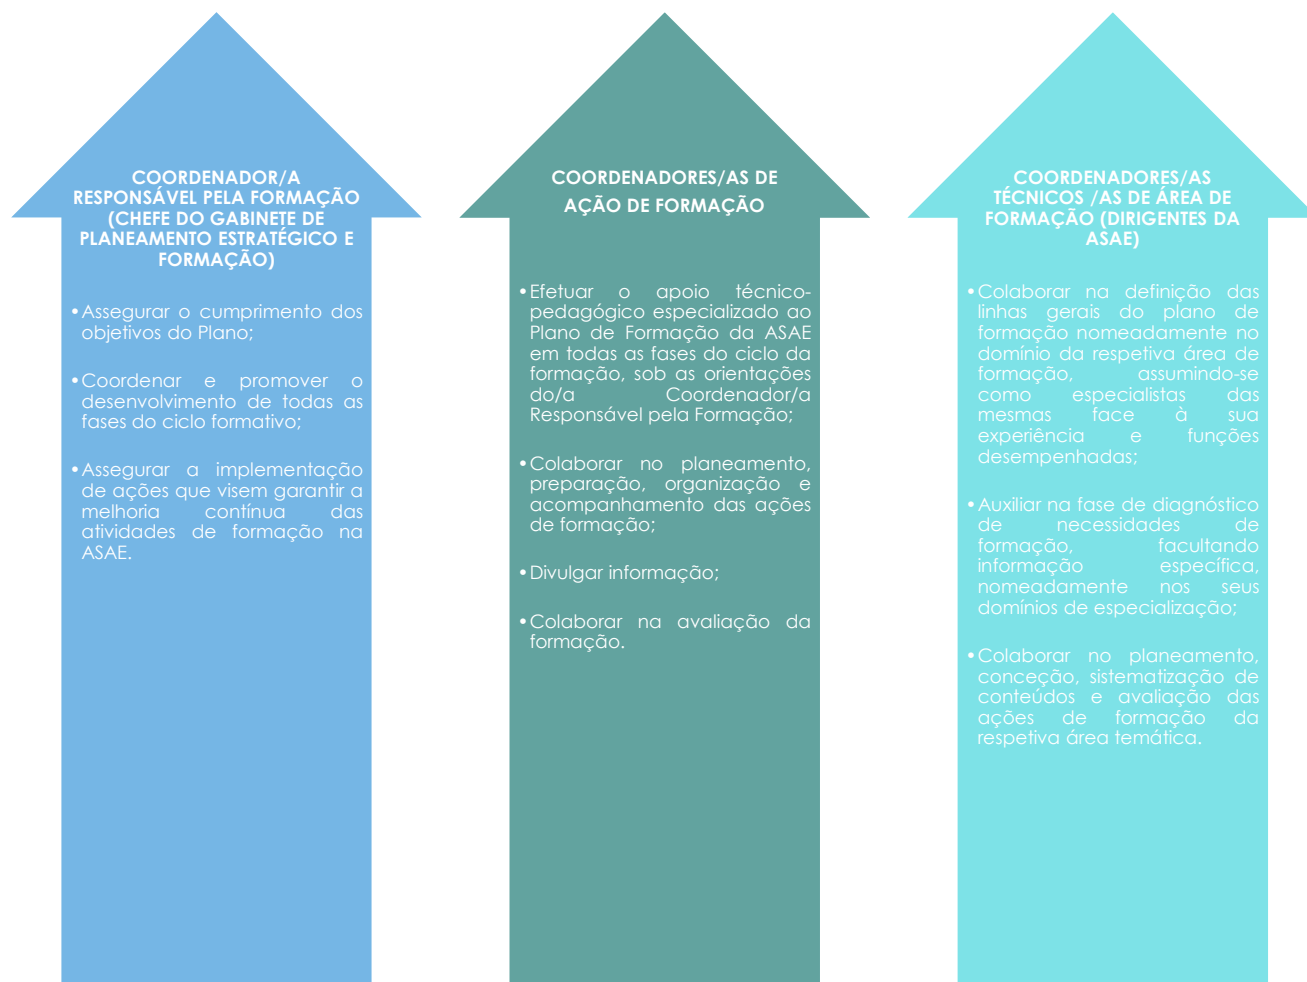 COORDENADOR/A
RESPONSÁVEL PELA FORMAÇÃO
(CHEFE DO GABINETE DE
PLANEAMENTO ESTRATÉGICO E
FORMAÇÃO)
•Assegurar o cumprimento dos
objetivos do Plano;
•Coordenar e promover o
desenvolvimento de todas as
fases do ciclo formativo;
•Assegurar a implementação
de ações que visem garantir a
melhoria contínua das
atividades de formação na
ASAE.
COORDENADORES/AS DE
AÇÃO DE FORMAÇÃO
•Efetuar o apoio técnico-
pedagógico especializado ao
Plano de Formação da ASAE
em todas as fases do ciclo da
formação, sob as orientações
do/a Coordenador/a
Responsável pela Formação;
•Colaborar no planeamento,
preparação, organização e
acompanhamento das ações
de formação;
•Divulgar informação;
•Colaborar na avaliação da
formação.
COORDENADORES/AS
TÉCNICOS /AS DE ÁREA DE
FORMAÇÃO (DIRIGENTES DA
ASAE)
•Colaborar na definição das
linhas gerais do plano de
formação nomeadamente no
domínio da respetiva área de
formação, assumindo-se
como especialistas das
mesmas face à sua
experiência e funções
desempenhadas;
•Auxiliar na fase de diagnóstico
de necessidades de
formação, facultando
informação específica,
nomeadamente nos seus
domínios de especialização;
•Colaborar no planeamento,
conceção, sistematização de
conteúdos e avaliação das
ações de formação da
respetiva área temática.